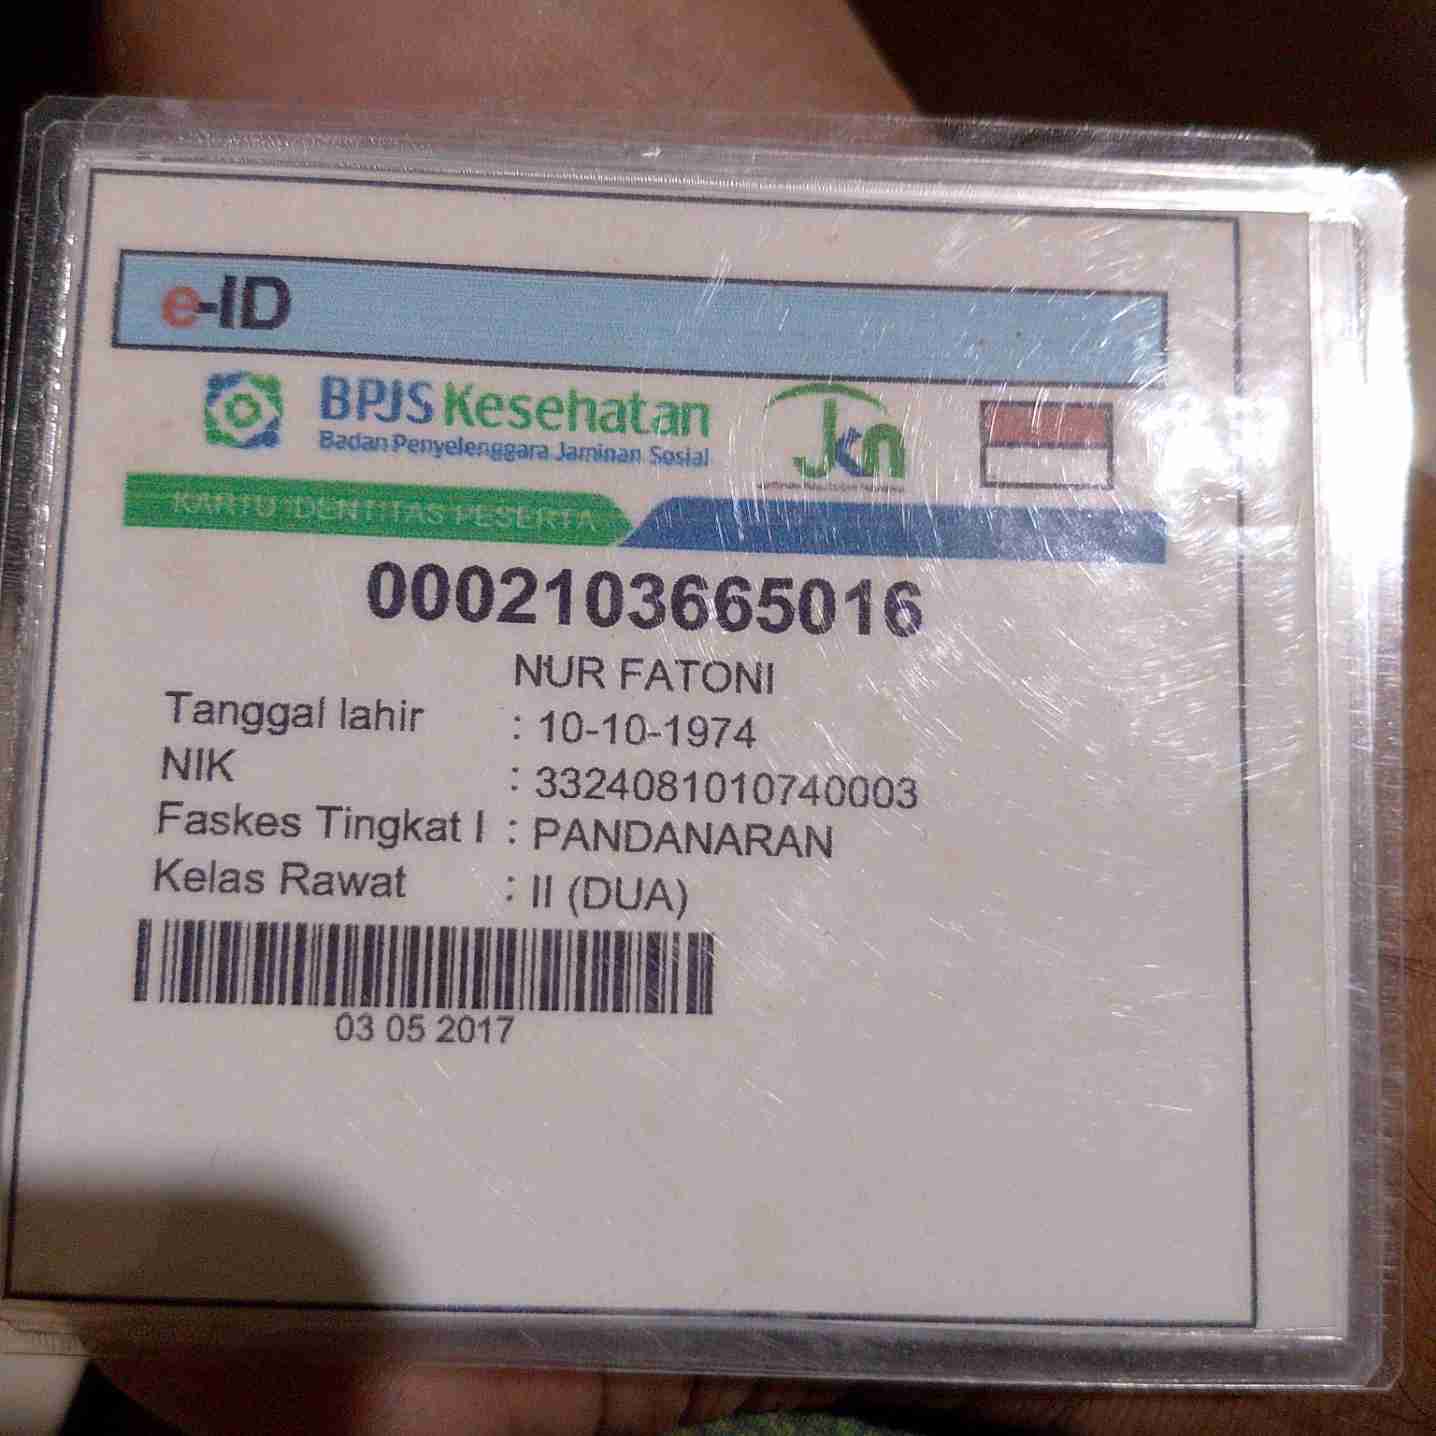 e-ID
BPJS Kesehatan
Badan Penyelenggara Jaminan Sosial
jkn
KARTU IDENTITAS PESERTA
0002103665016
NUR FATONI
Tanggal lahir : 10-10-1974
NIK : 3324081010740003
Faskes Tingkat I : PANDANARAN
Kelas Rawat : II (DUA)
03 05 2017